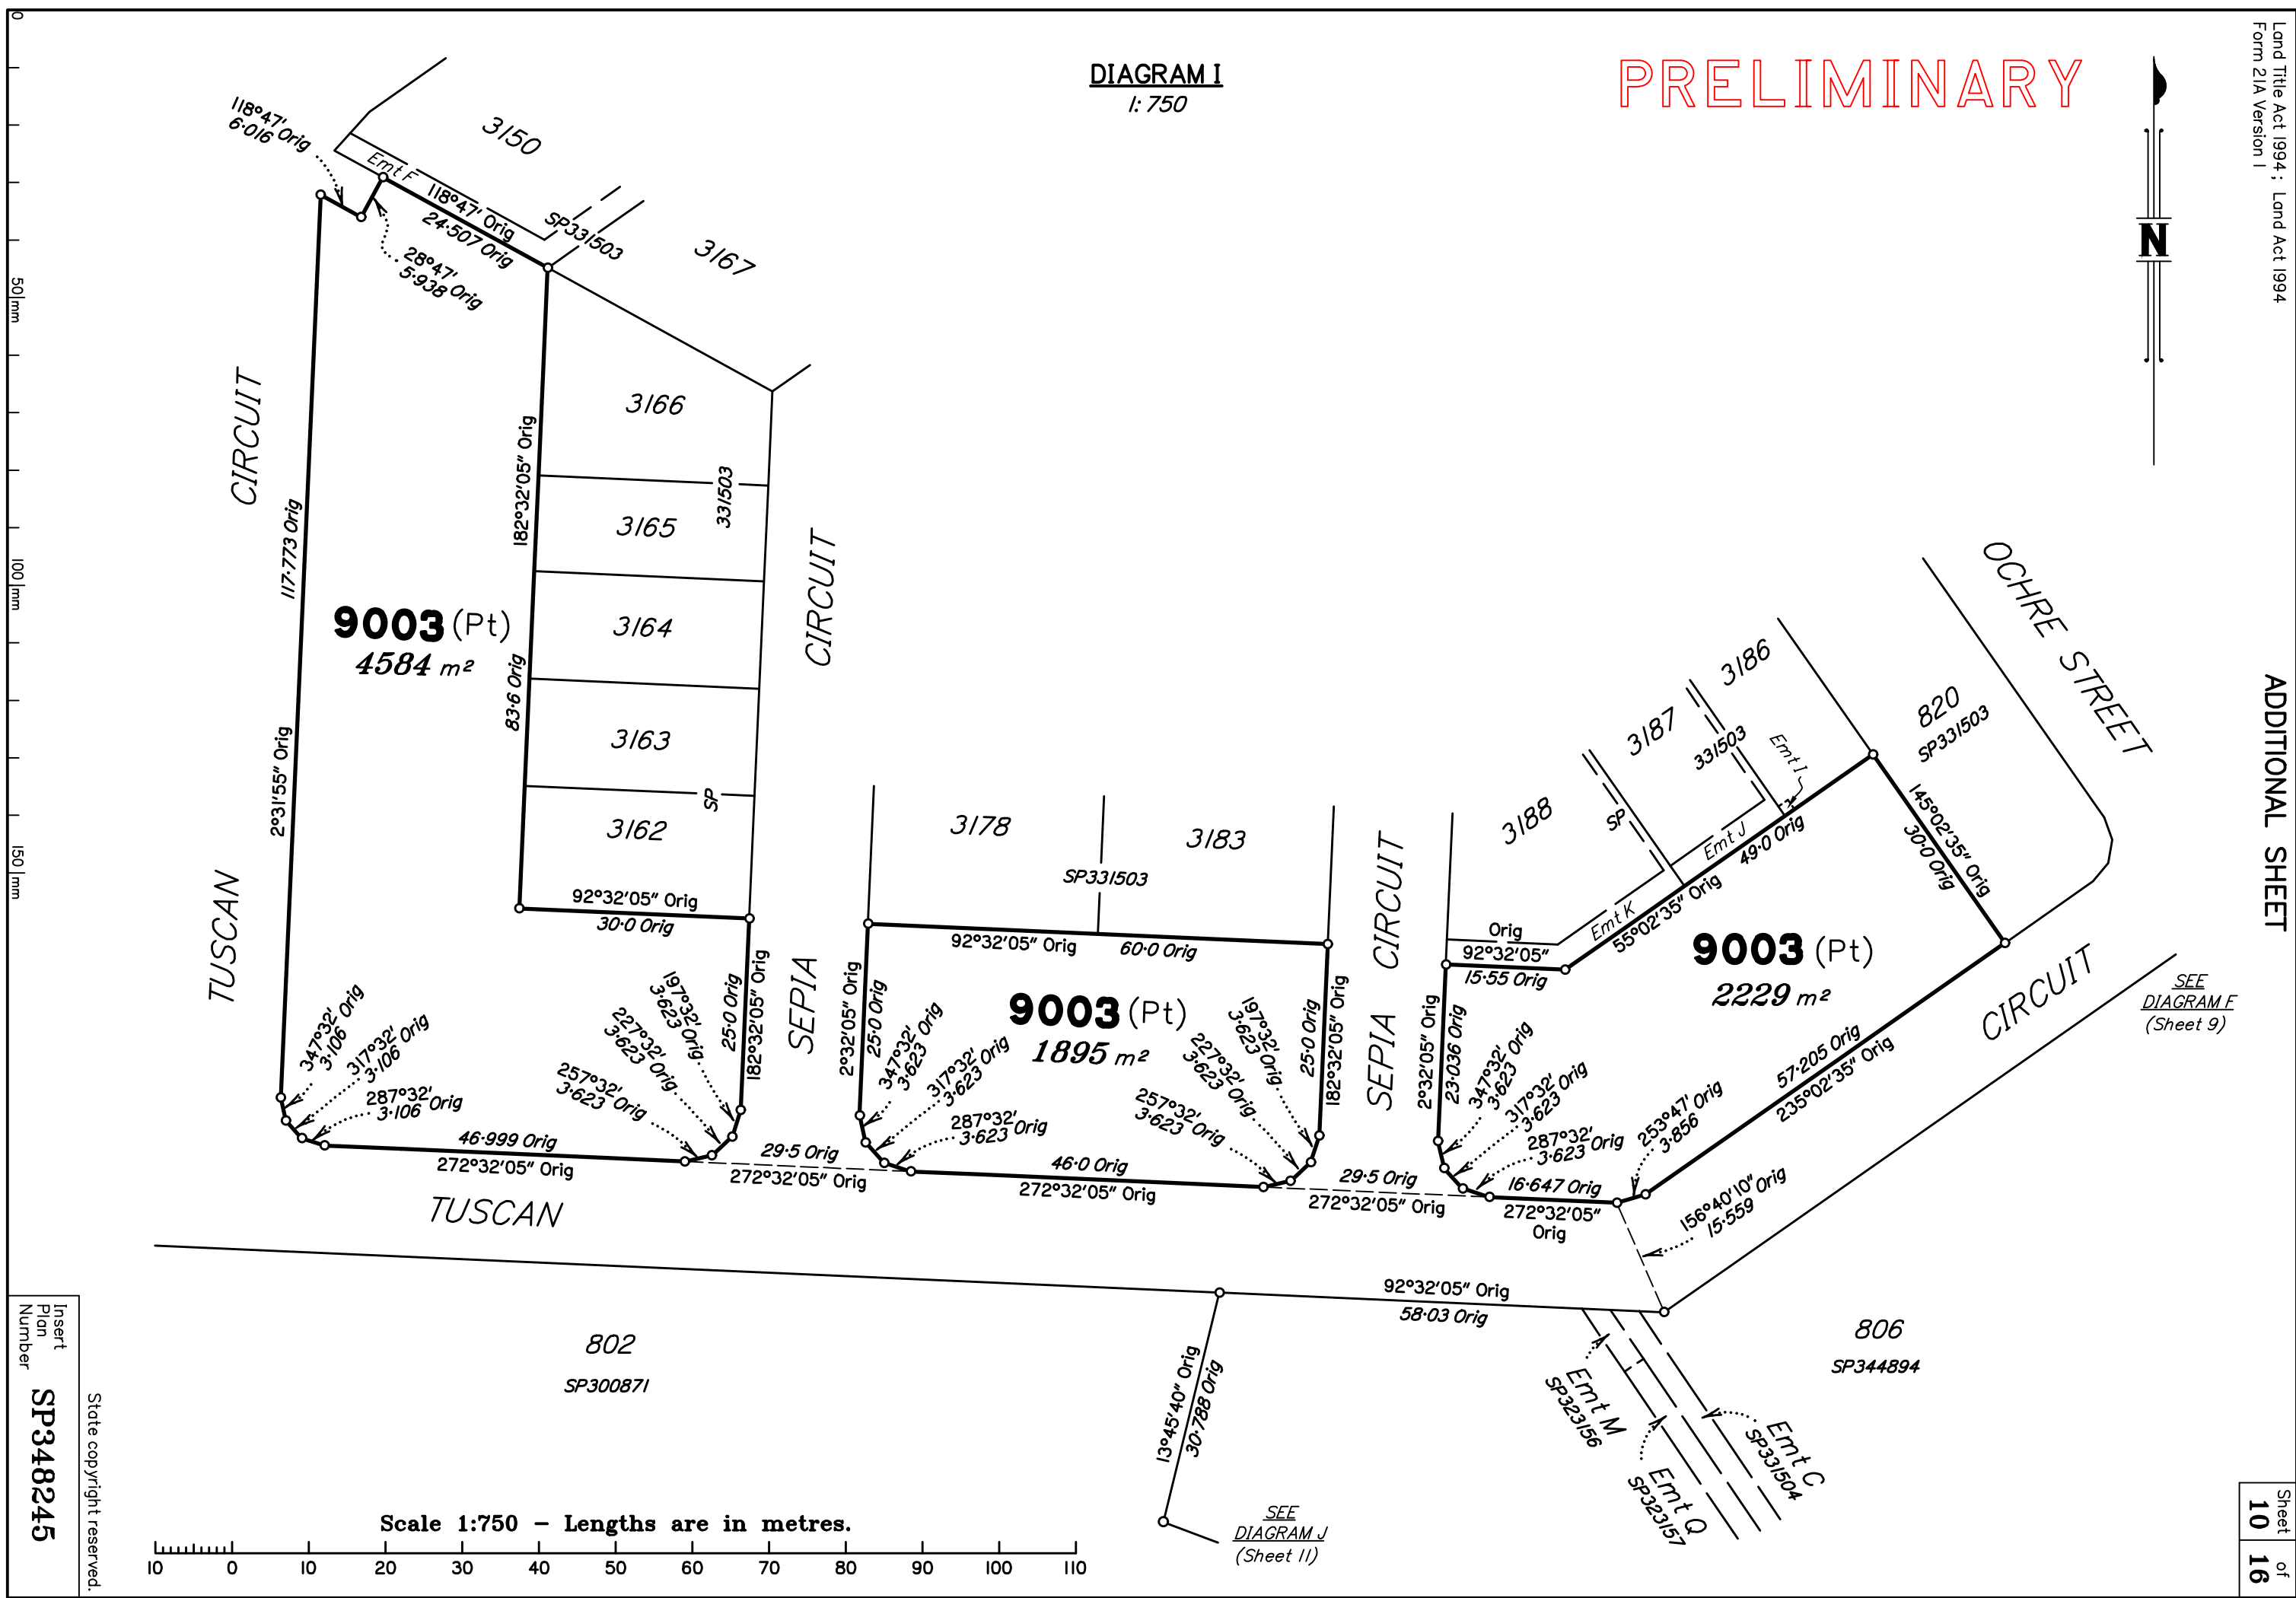 Land Title Act 1994 ; Land Act 1994
Form 21A Version 1
ADDITIONAL SHEET
Sheet of
10 16
PRELIMINARY
DIAGRAM I
1:750
N
0
50 mm
100 mm
150 mm
118°47' Orig
6·016
3150
Emt F
118°47' Orig
24·507 Orig
SP331503
28°47'
5·938 Orig
3167
CIRCUIT
117·773 Orig
2°31'55" Orig
TUSCAN
9003 (Pt)
4584 m²
182°32'05" Orig
83·6 Orig
3166
331503
3165
3164
3163
SP
3162
92°32'05" Orig
30·0 Orig
CIRCUIT
SEPIA
347°32' Orig
3·106
317°32' Orig
3·106
287°32' Orig
3·106
46·999 Orig
272°32'05" Orig
257°32' Orig
3·623
227°32' Orig
3·623
197°32' Orig
3·623
25·0 Orig
182°32'05" Orig
29·5 Orig
272°32'05" Orig
TUSCAN
3178
3183
SP331503
92°32'05" Orig
60·0 Orig
2°32'05" Orig
25·0 Orig
9003 (Pt)
1895 m²
347°32' Orig
3·623
317°32' Orig
3·623
287°32' Orig
3·623
257°32' Orig
3·623
227°32' Orig
3·623
197°32' Orig
3·623
25·0 Orig
182°32'05" Orig
46·0 Orig
272°32'05" Orig
29·5 Orig
272°32'05" Orig
SEPIA CIRCUIT
OCHRE STREET
3186
3187
3188
331503
SP
Emt I
Emt J
Emt K
820
SP331503
49·0 Orig
55°02'35" Orig
145°02'35" Orig
30·0 Orig
Orig
92°32'05"
15·55 Orig
9003 (Pt)
2229 m²
2°32'05" Orig
23·036 Orig
347°32' Orig
3·623
317°32' Orig
3·623
287°32' Orig
3·623
16·647 Orig
272°32'05"
Orig
253°47' Orig
3·856
57·205 Orig
235°02'35" Orig
CIRCUIT
SEE
DIAGRAM F
(Sheet 9)
156°40'10" Orig
15·559
92°32'05" Orig
58·03 Orig
802
SP300871
13°45'40" Orig
30·788 Orig
806
SP344894
Emt M
SP323156
Emt C
SP331504
Emt Q
SP323157
SEE
DIAGRAM J
(Sheet 11)
Scale 1:750 – Lengths are in metres.
10 0 10 20 30 40 50 60 70 80 90 100 110
State copyright reserved.
Insert
Plan
Number
SP348245